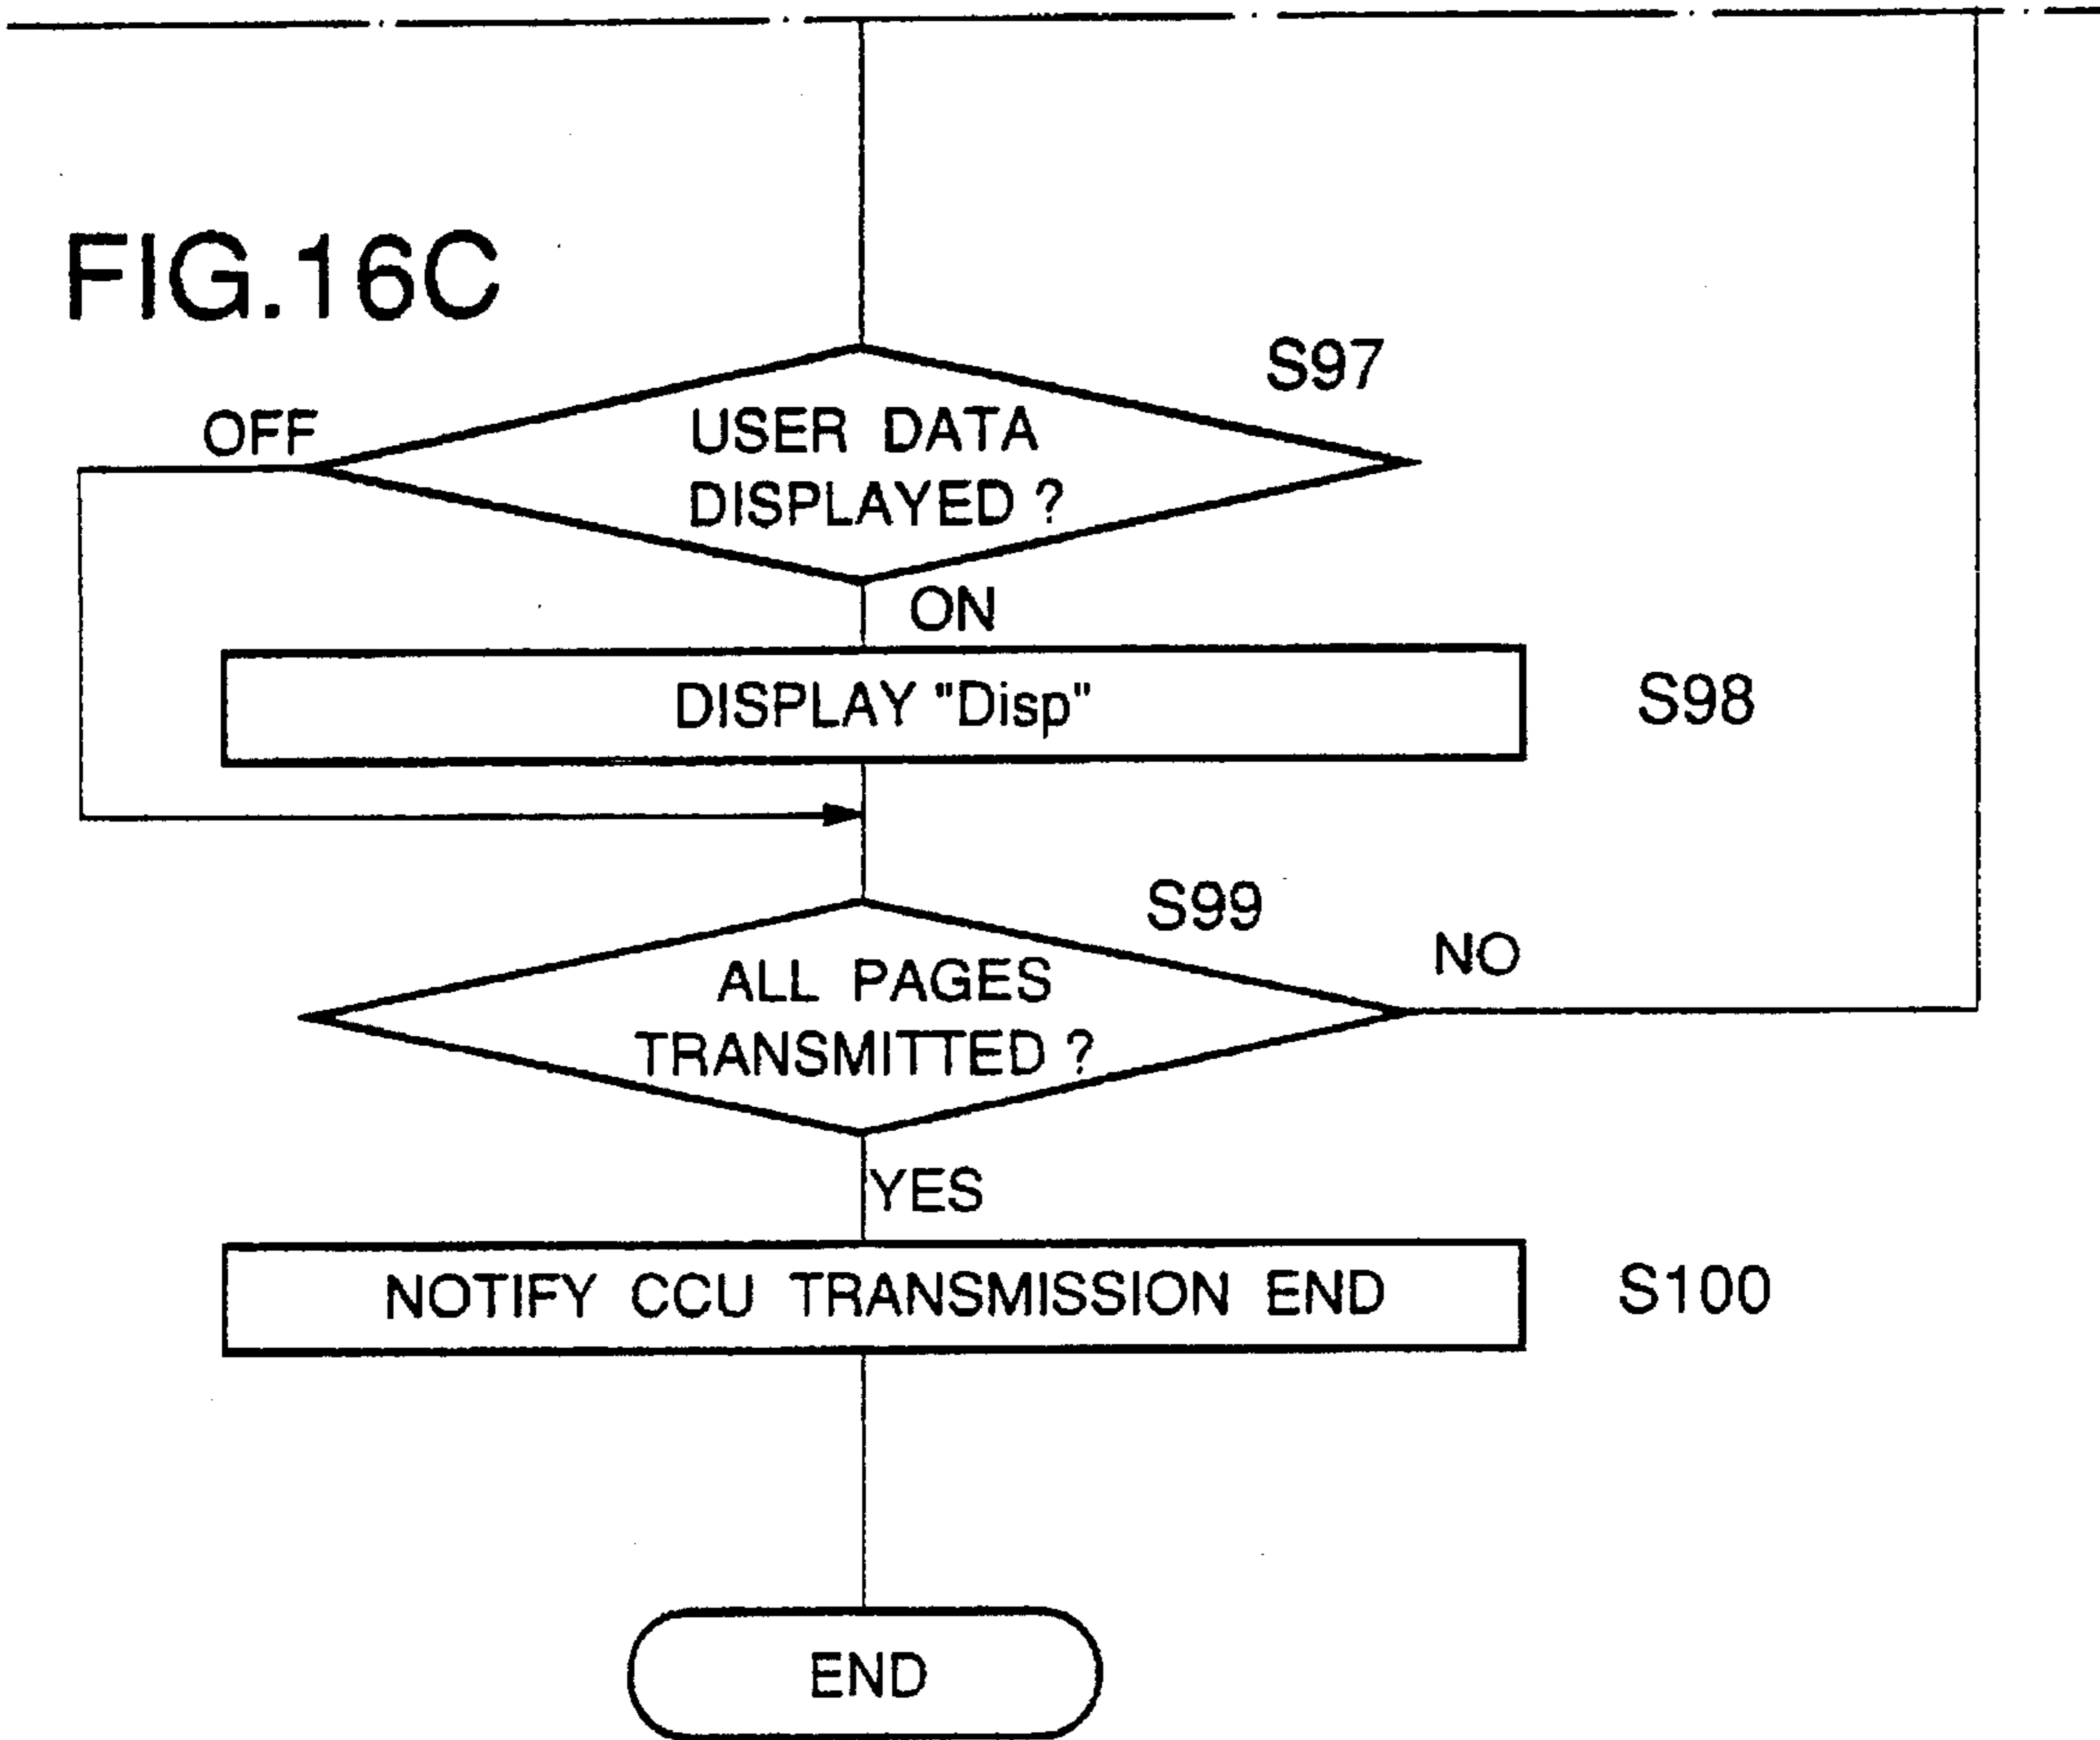 FIG.16C
S97
OFF
USER DATA
DISPLAYED ?
ON
DISPLAY "Disp"
S98
S99
ALL PAGES
TRANSMITTED ?
NO
YES
NOTIFY CCU TRANSMISSION END
S100
END